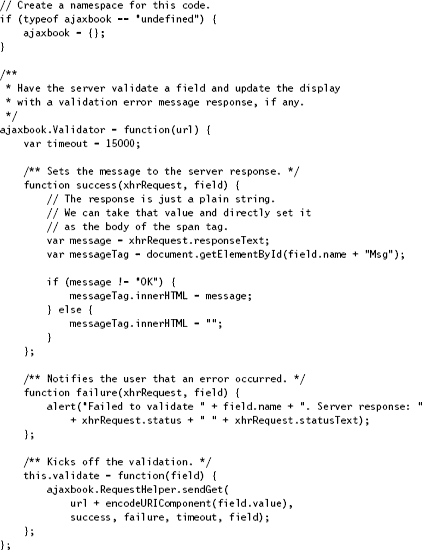 // Create a namespace for this code.
if (typeof ajaxbook == "undefined") {
    ajaxbook = {};
}

/**
 * Have the server validate a field and update the display
 * with a validation error message response, if any.
 */
ajaxbook.Validator = function(url) {
    var timeout = 15000;

    /** Sets the message to the server response. */
    function success(xhrRequest, field) {
        // The response is just a plain string.
        // We can take that value and directly set it
        // as the body of the span tag.
        var message = xhrRequest.responseText;
        var messageTag = document.getElementById(field.name + "Msg");

        if (message != "OK") {
            messageTag.innerHTML = message;
        } else {
            messageTag.innerHTML = "";
        }
    };

    /** Notifies the user that an error occurred. */
    function failure(xhrRequest, field) {
        alert("Failed to validate " + field.name + ". Server response: "
            + xhrRequest.status + " " + xhrRequest.statusText);
    };

    /** Kicks off the validation. */
    this.validate = function(field) {
        ajaxbook.RequestHelper.sendGet(
            url + encodeURIComponent(field.value),
            success, failure, timeout, field);
    };
};